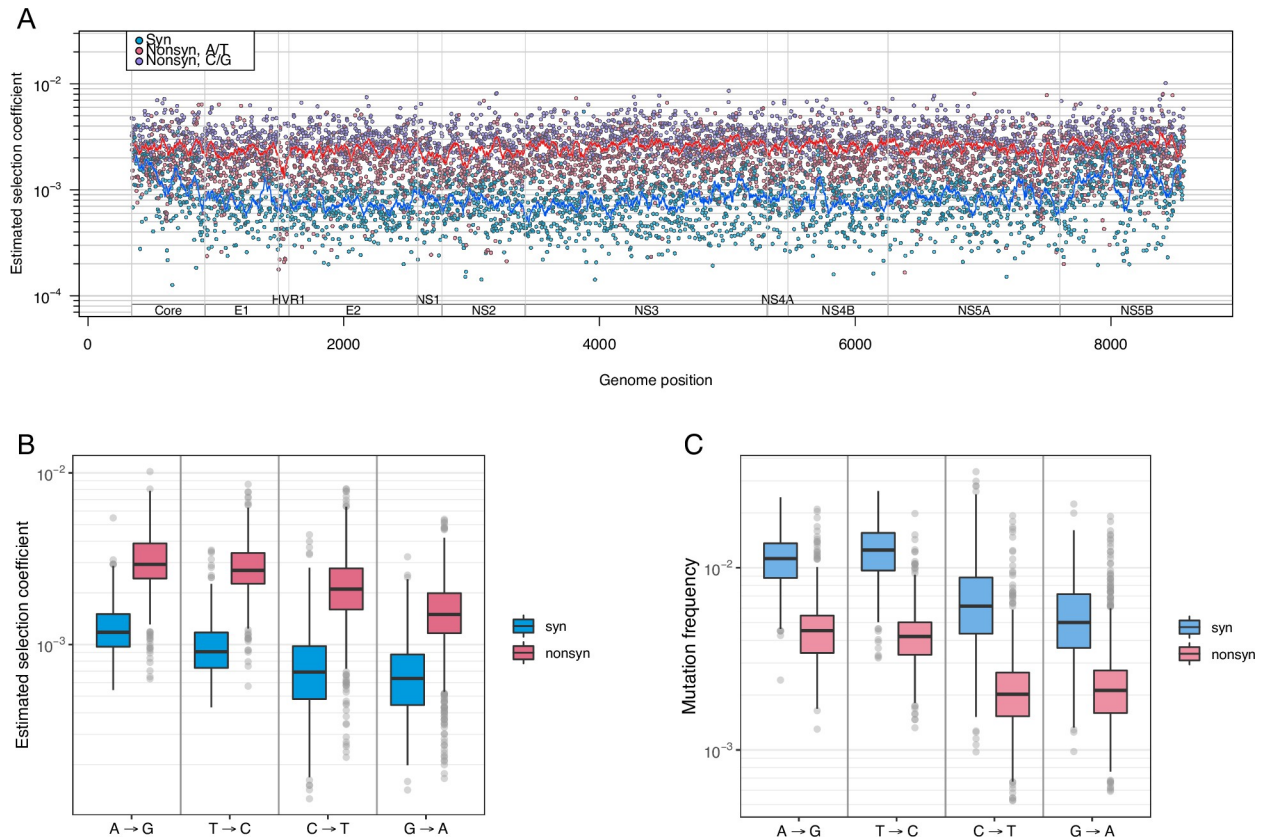 A
Syn
Nonsyn, A/T
Nonsyn, C/G
Estimated selection coefficient
10−2
10−3
10−4
Core E1 HVR1 E2 NS1 NS2 NS3 NS4A NS4B NS5A NS5B
0 2000 4000 6000 8000
Genome position
B
Estimated selection coefficient
10−2
10−3
A → G T → C C → T G → A
syn
nonsyn
C
Mutation frequency
10−2
10−3
A → G T → C C → T G → A
syn
nonsyn